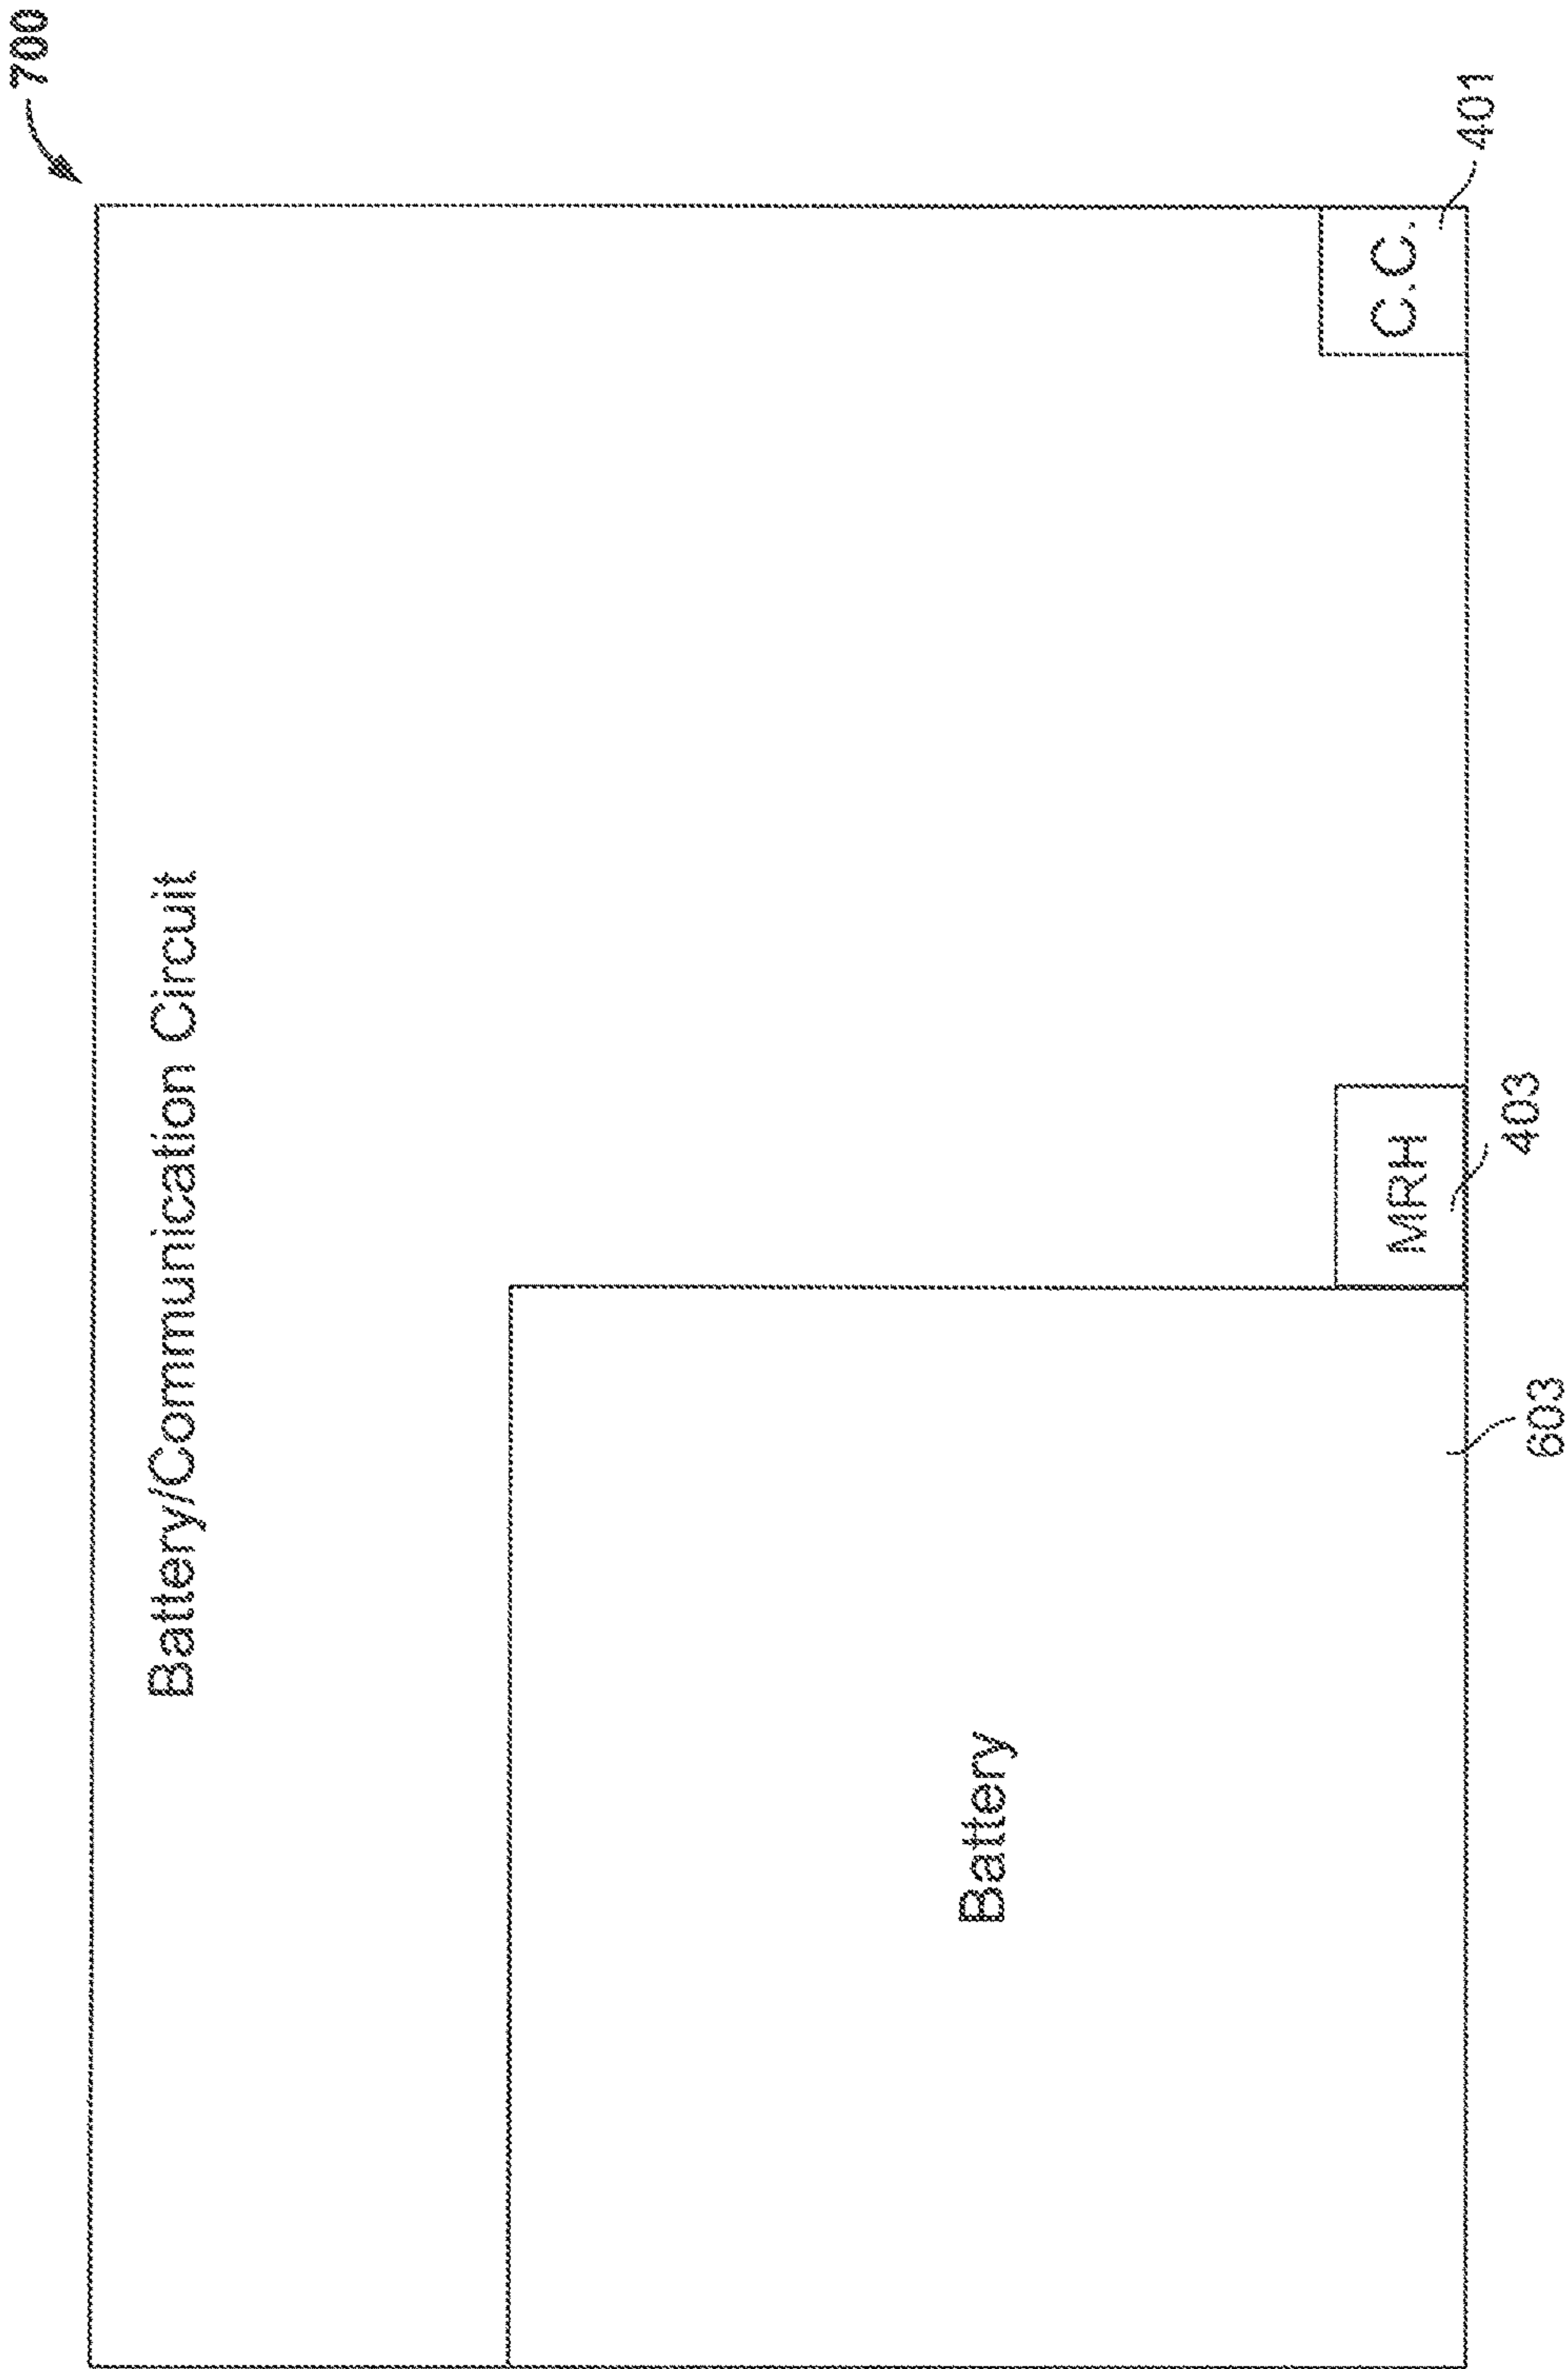 700
Battery/Communication Circuit
Battery
MRH
C.C.
603
403
401